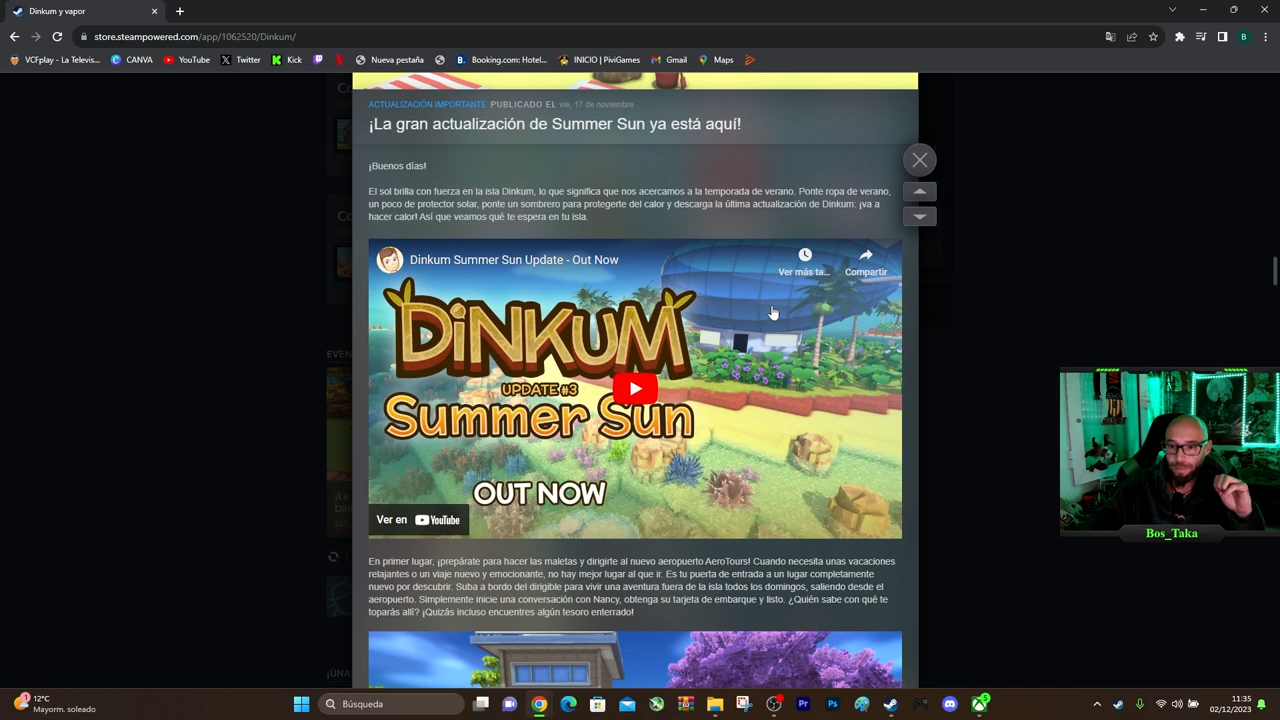 Dinkum y vapor
store.steampowered.com/app/1062520/Dinkum/
VCFplay - La Televis... CANVA YouTube Twitter Kick Nueva pestaña Booking.com: Hotel... INICIO | PiviGames Gmail Maps
ACTUALIZACIÓN IMPORTANTE PUBLICADO EL vie, 17 de noviembre
¡La gran actualización de Summer Sun ya está aquí!
¡Buenos días!
El sol brilla con fuerza en la isla Dinkum, lo que significa que nos acercamos a la temporada de verano. Ponte ropa de verano,
un poco de protector solar, ponte un sombrero para protegerte del calor y descarga la última actualización de Dinkum: ¡va a
hacer calor! Así que veamos qué te espera en tu isla.
Dinkum Summer Sun Update - Out Now
Ver más ta... Compartir
DINKUM
UPDATE #3
Summer Sun
OUT NOW
Ver en YouTube
EVEN
En primer lugar, ¡prepárate para hacer las maletas y dirigirte al nuevo aeropuerto AeroTours! Cuando necesita unas vacaciones
relajantes o un viaje nuevo y emocionante, no hay mejor lugar al que ir. Es tu puerta de entrada a un lugar completamente
nuevo por descubrir. Suba a bordo del dirigible para vivir una aventura fuera de la isla todos los domingos, saliendo desde el
aeropuerto. Simplemente inicie una conversación con Nancy, obtenga su tarjeta de embarque y listo. ¿Quién sabe con qué te
toparás allí? ¡Quizás incluso encuentres algún tesoro enterrado!
¡ÚNA
Bos_Taka
12°C
Mayorm. soleado
Búsqueda
11:35
02/12/2023